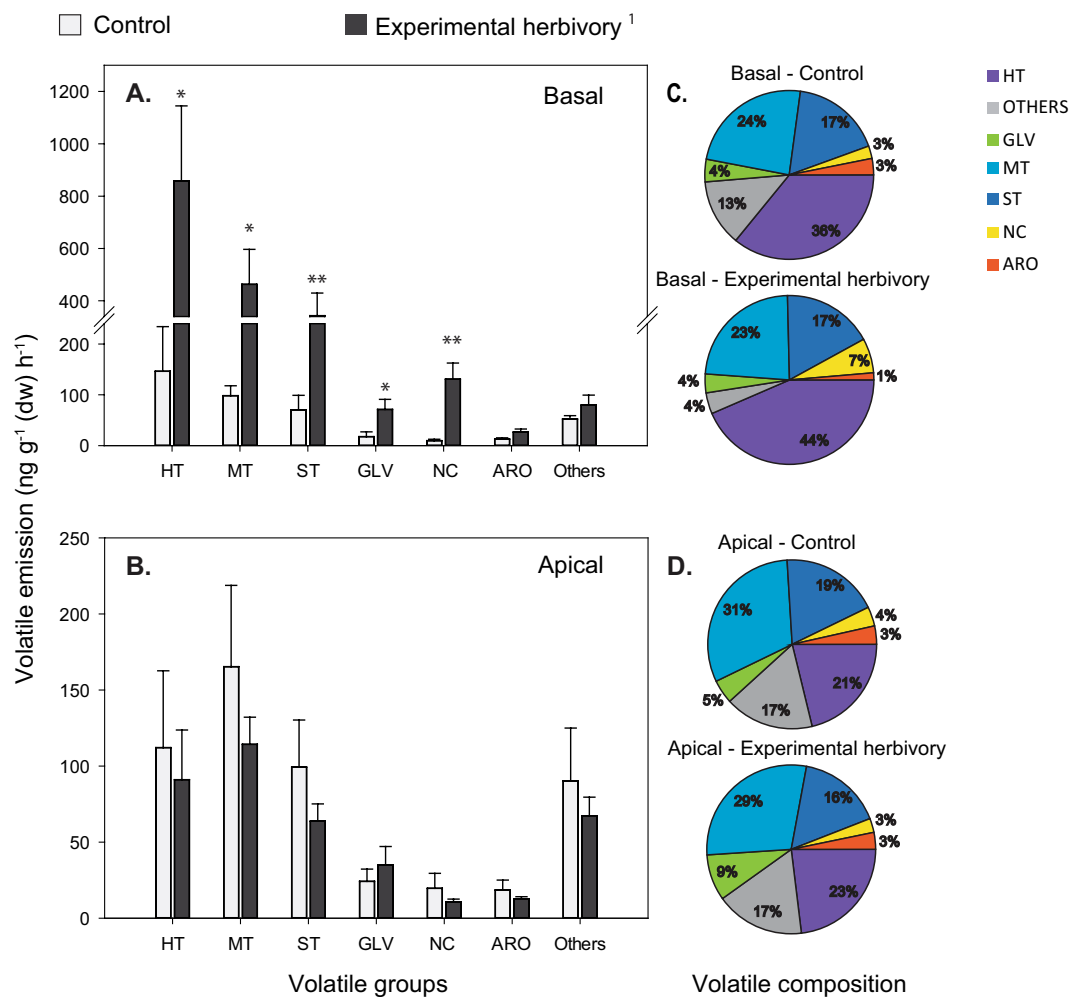 Control
Experimental herbivory 1
Volatile emission (ng g-1 (dw) h-1)
A.
Basal
1200
1000
800
600
400
200
100
0
*
*
**
*
**
HT
MT
ST
GLV
NC
ARO
Others
B.
Apical
250
200
150
100
50
0
HT
MT
ST
GLV
NC
ARO
Others
Volatile groups
C.
Basal - Control
24%
17%
3%
3%
4%
13%
36%
Basal - Experimental herbivory
23%
17%
7%
1%
4%
4%
44%
D.
Apical - Control
31%
19%
4%
3%
5%
17%
21%
Apical - Experimental herbivory
29%
16%
3%
3%
9%
17%
23%
Volatile composition
HT
OTHERS
GLV
MT
ST
NC
ARO